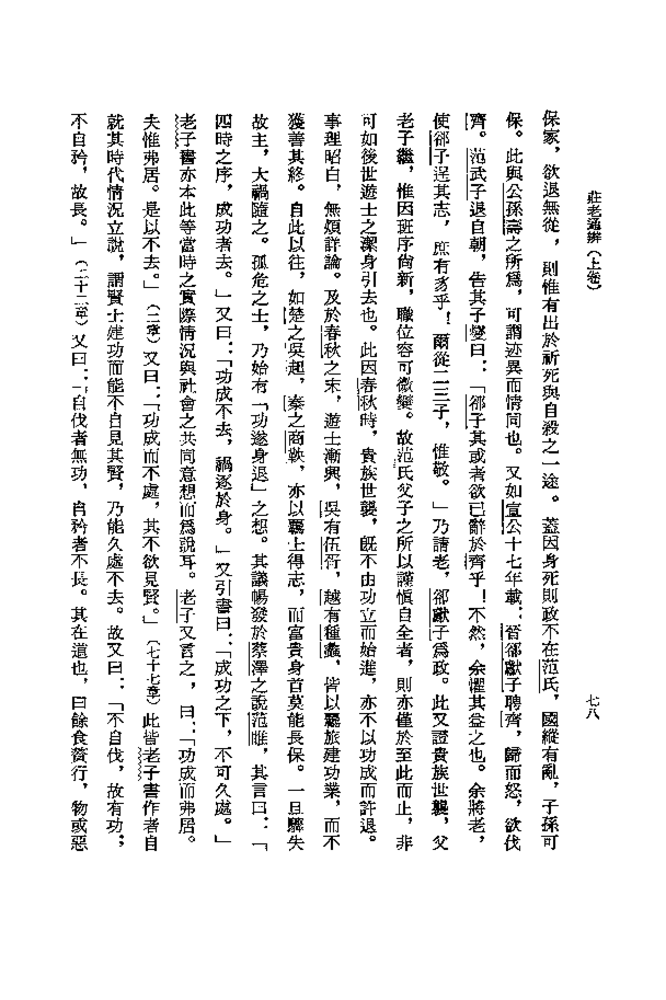 莊老通辨（上卷）
七八
保家，欲退無從，則惟有出於祈死與自殺之一途。蓋因身死則政不在范氏，國縱有亂，子孫可
保。此與公孫壽之所爲，可謂迹異而情同也。又如宣公十七年載：晉郤獻子聘齊，歸而怒，欲伐
齊。范武子退自朝，告其子燮曰：「郤子其或者欲已辭於齊乎！不然，余懼其益之也。余將老，
使郤子逞其志，庶有豸乎！爾從二三子，惟敬。」乃請老，郤獻子爲政。此又證貴族世襲，父
老子繼，惟因班序尙新，職位容可微變。故范氏父子之所以謹愼自全者，則亦僅於至此而止，非
可如後世遊士之潔身引去也。此因春秋時，貴族世襲，旣不由功立而始進，亦不以功成而許退。
事理昭白，無煩詳論。及於春秋之末，遊士漸興，吳有伍胥，越有種蠡，皆以羈旅建功業，而不
獲善其終。自此以往，如楚之吳起，秦之商鞅，亦以羈士得志，而富貴身首莫能長保。一旦驟失
故主，大禍隨之。孤危之士，乃始有「功遂身退」之想。其議暢發於蔡澤之說范睢，其言曰：「
四時之序，成功者去。」又曰：「功成不去，禍逐於身。」又引書曰：「成功之下，不可久處。」
老子書亦本此等當時之實際情況與社會之共同意想而爲說耳。老子又言之，曰：「功成而弗居。
夫惟弗居。是以不去。」（二章）又曰：「功成而不處，其不欲見賢。」（七十七章）此皆老子書作者自
就其時代情況立說，謂賢士建功而能不自見其賢，乃能久處不去。故又曰：「不自伐，故有功；
不自矜，故長。」（二十二章）又曰：「自伐者無功，自矜者不長。其在道也，曰餘食贅行，物或惡